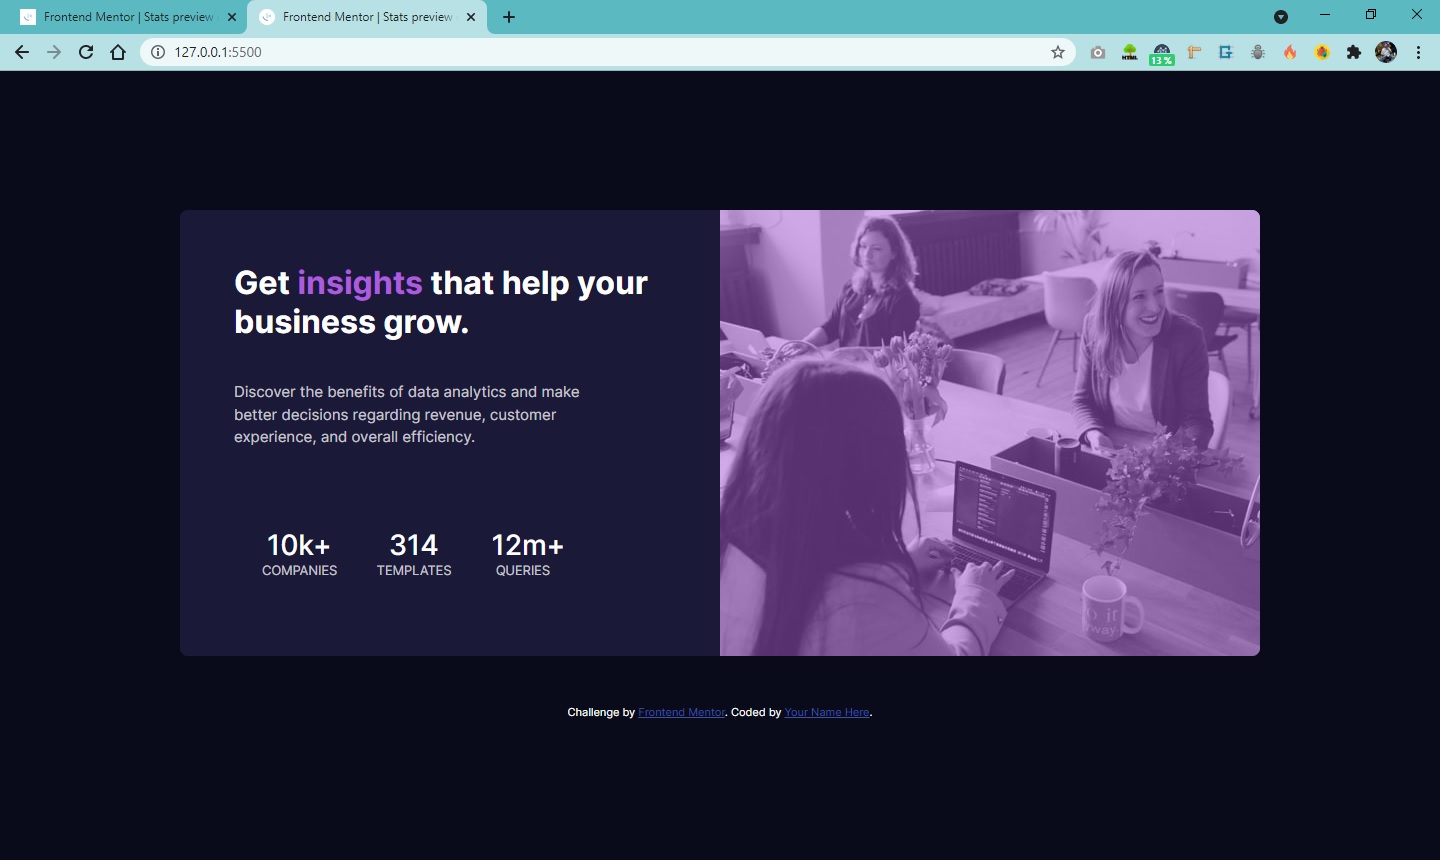 Frontend Mentor | Stats preview
Frontend Mentor | Stats preview
127.0.0.1:5500
HTML
13 %
Get insights that help your
business grow.
Discover the benefits of data analytics and make
better decisions regarding revenue, customer
experience, and overall efficiency.
10k+ 314 12m+
COMPANIES TEMPLATES QUERIES
way
Challenge by Frontend Mentor. Coded by Your Name Here.